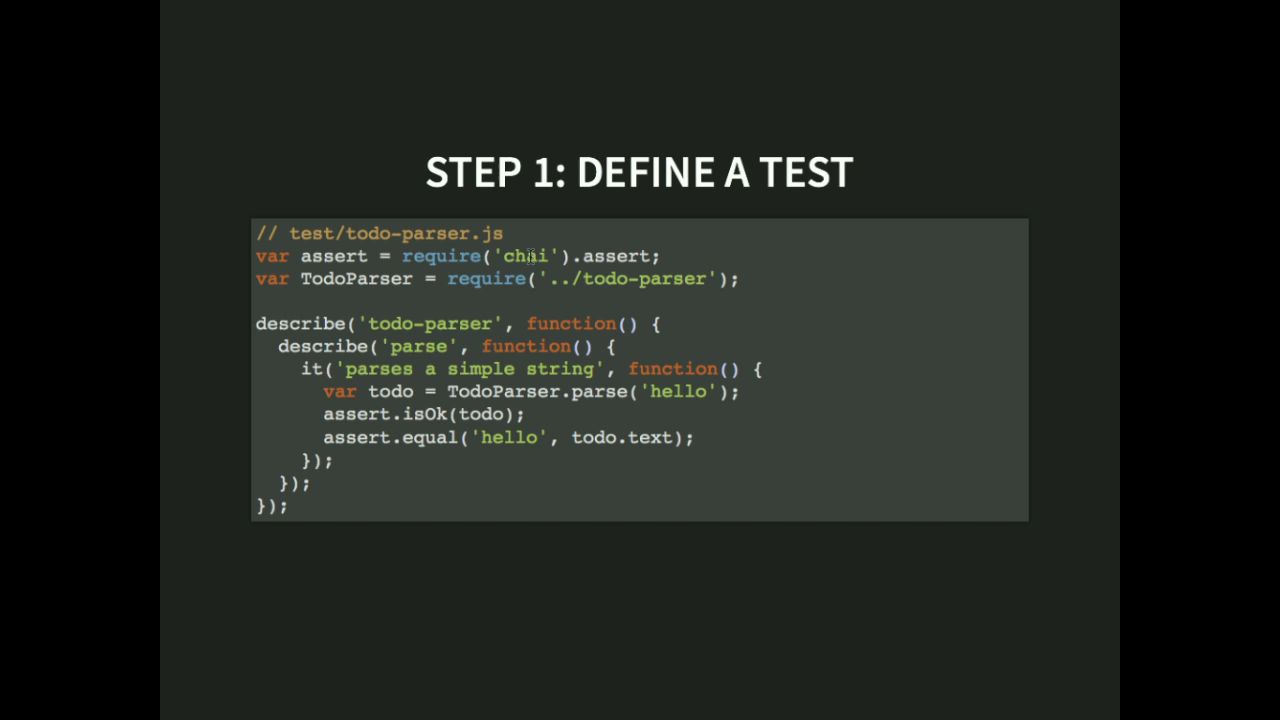 STEP 1: DEFINE A TEST
// test/todo-parser.js
var assert = require('chai').assert;
var TodoParser = require('../todo-parser');
describe('todo-parser', function() {
  describe('parse', function() {
    it('parses a simple string', function() {
      var todo = TodoParser.parse('hello');
      assert.isOk(todo);
      assert.equal('hello', todo.text);
    });
  });
});